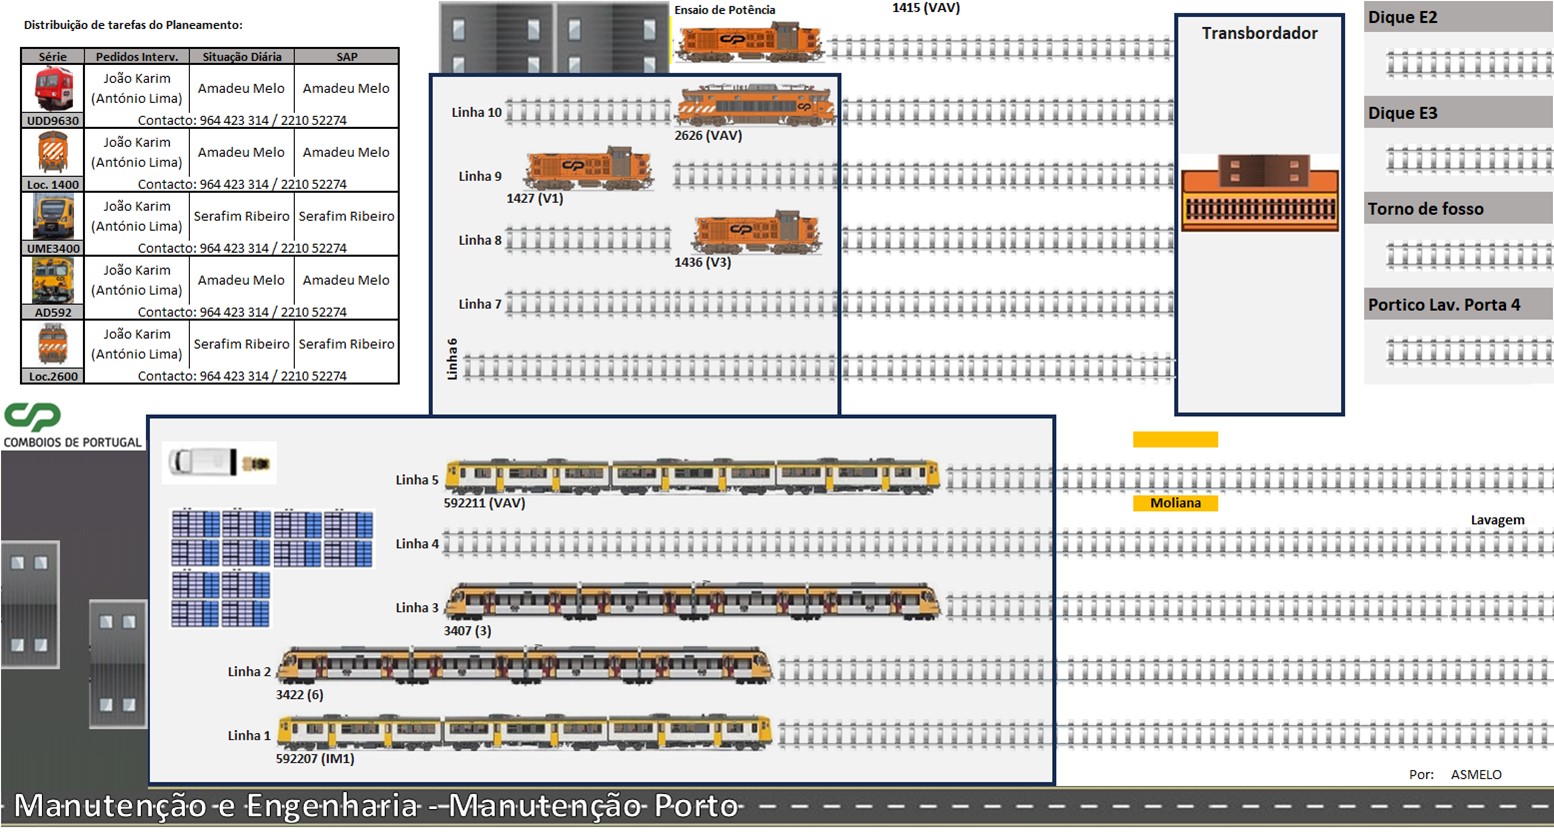 Distribuição de tarefas do Planeamento:
Série Pedidos Interv. Situação Diária SAP
João Karim
(António Lima) Amadeu Melo Amadeu Melo
UDD9630 Contacto: 964 423 314 / 2210 52274
João Karim
(António Lima) Amadeu Melo Amadeu Melo
Loc. 1400 Contacto: 964 423 314 / 2210 52274
João Karim
(António Lima) Serafim Ribeiro Serafim Ribeiro
UME3400 Contacto: 964 423 314 / 2210 52274
João Karim
(António Lima) Amadeu Melo Amadeu Melo
AD592 Contacto: 964 423 314 / 2210 52274
João Karim
(António Lima) Serafim Ribeiro Serafim Ribeiro
Loc.2600 Contacto: 964 423 314 / 2210 52274
Ensaio de Potência
1415 (VAV)
Linha 10
2626 (VAV)
Linha 9
1427 (V1)
Linha 8
1436 (V3)
Linha 7
Linha 6
Transbordador
Dique E2
Dique E3
Torno de fosso
Portico Lav. Porta 4
CP
COMBOIOS DE PORTUGAL
Linha 5
592211 (VAV)
Moliana
Lavagem
Linha 4
Linha 3
3407 (3)
Linha 2
3422 (6)
Linha 1
592207 (IM1)
Por: ASMELO
Manutenção e Engenharia - Manutenção Porto